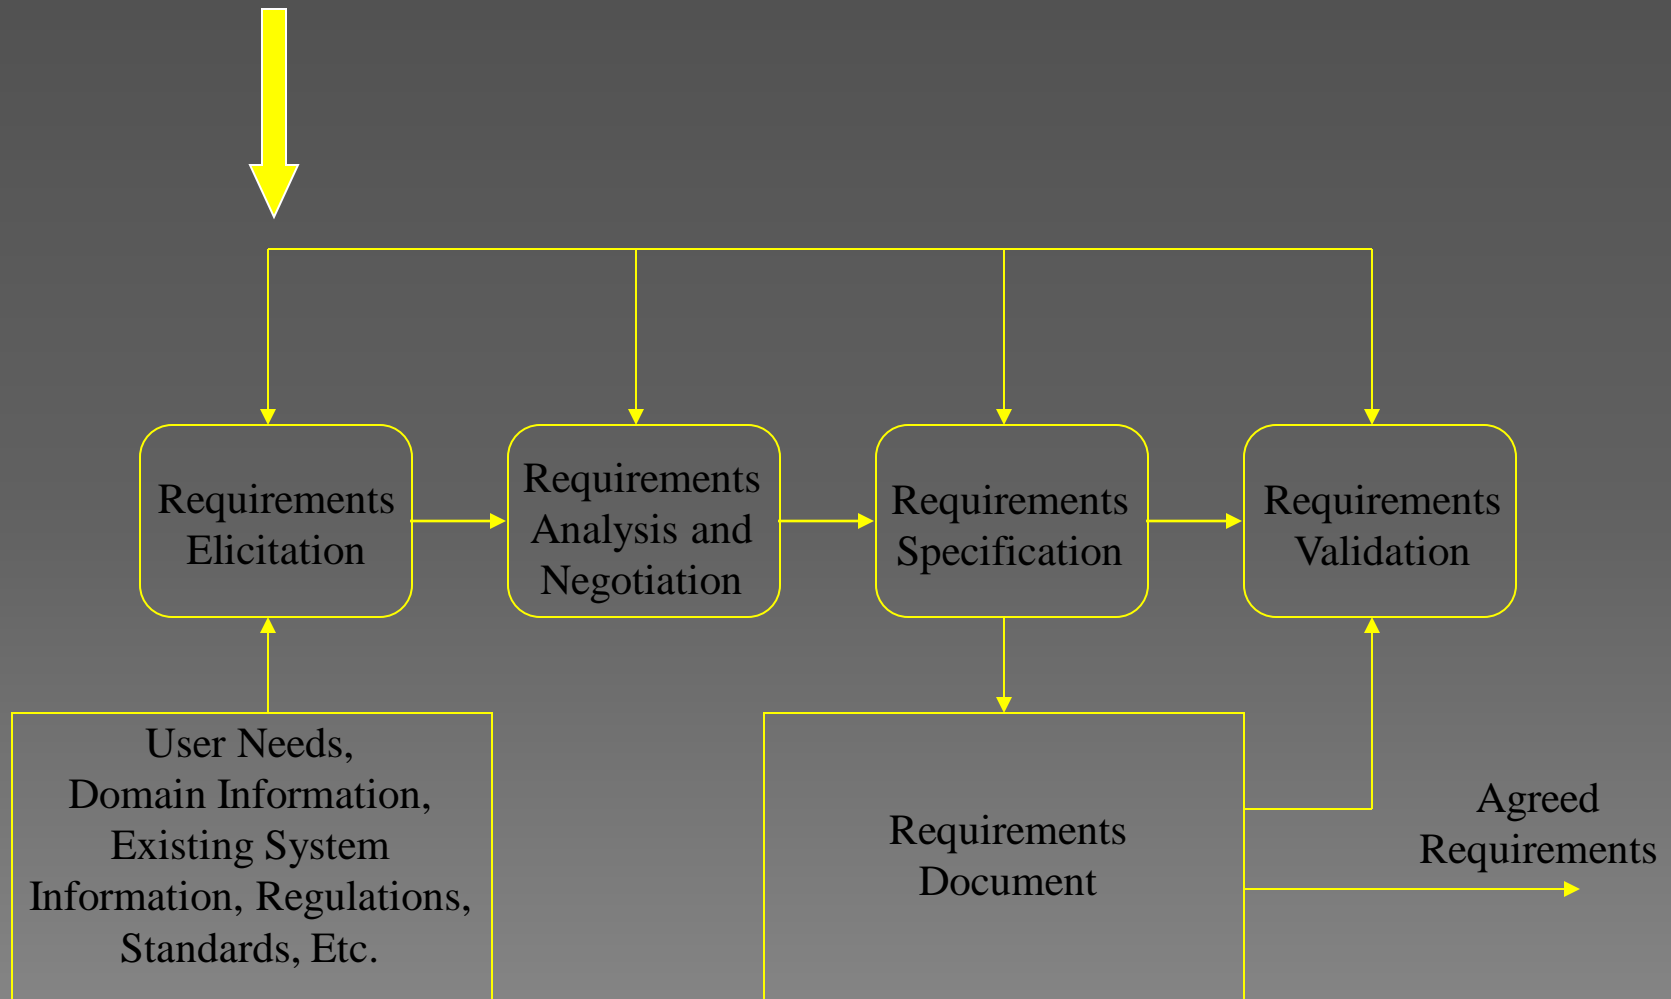 Requirements
Elicitation
Requirements
Analysis and
Negotiation
Requirements
Specification
Requirements
Validation
User Needs,
Domain Information,
Existing System
Information, Regulations,
Standards, Etc.
Requirements
Document
Agreed
Requirements